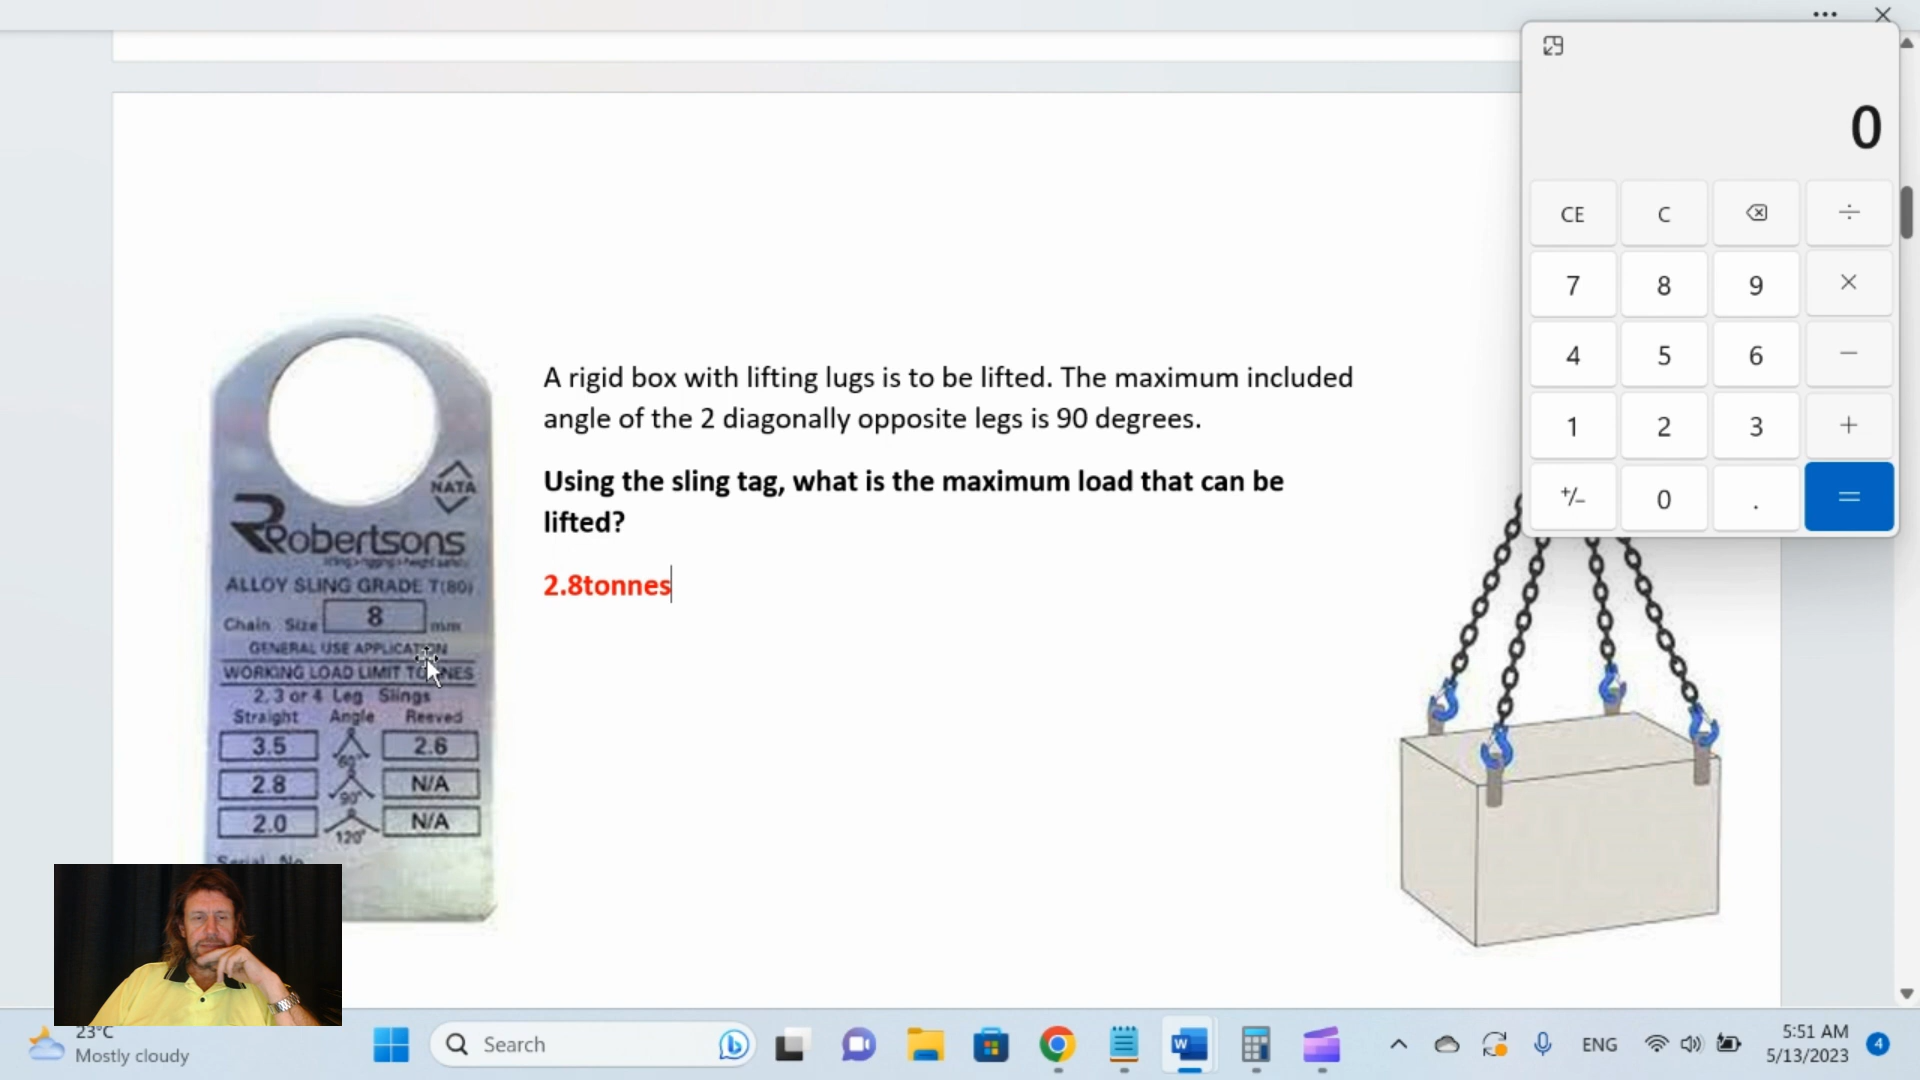 0
CE C ÷
7 8 9 ×
4 5 6 −
1 2 3 +
+/− 0 . =
A rigid box with lifting lugs is to be lifted. The maximum included
angle of the 2 diagonally opposite legs is 90 degrees.
Using the sling tag, what is the maximum load that can be
lifted?
2.8tonnes
NATA
Robertsons
ALLOY SLING GRADE T(80)
Chain Size 8 mm
GENERAL USE APPLICATION
WORKING LOAD LIMIT TONNES
2, 3 or 4 Leg Slings
Straight Angle Reeved
3.5 60° 2.6
2.8 90° N/A
2.0 120° N/A
Serial No
23°C
Mostly cloudy
Search
W
ENG
5:51 AM
5/13/2023
4